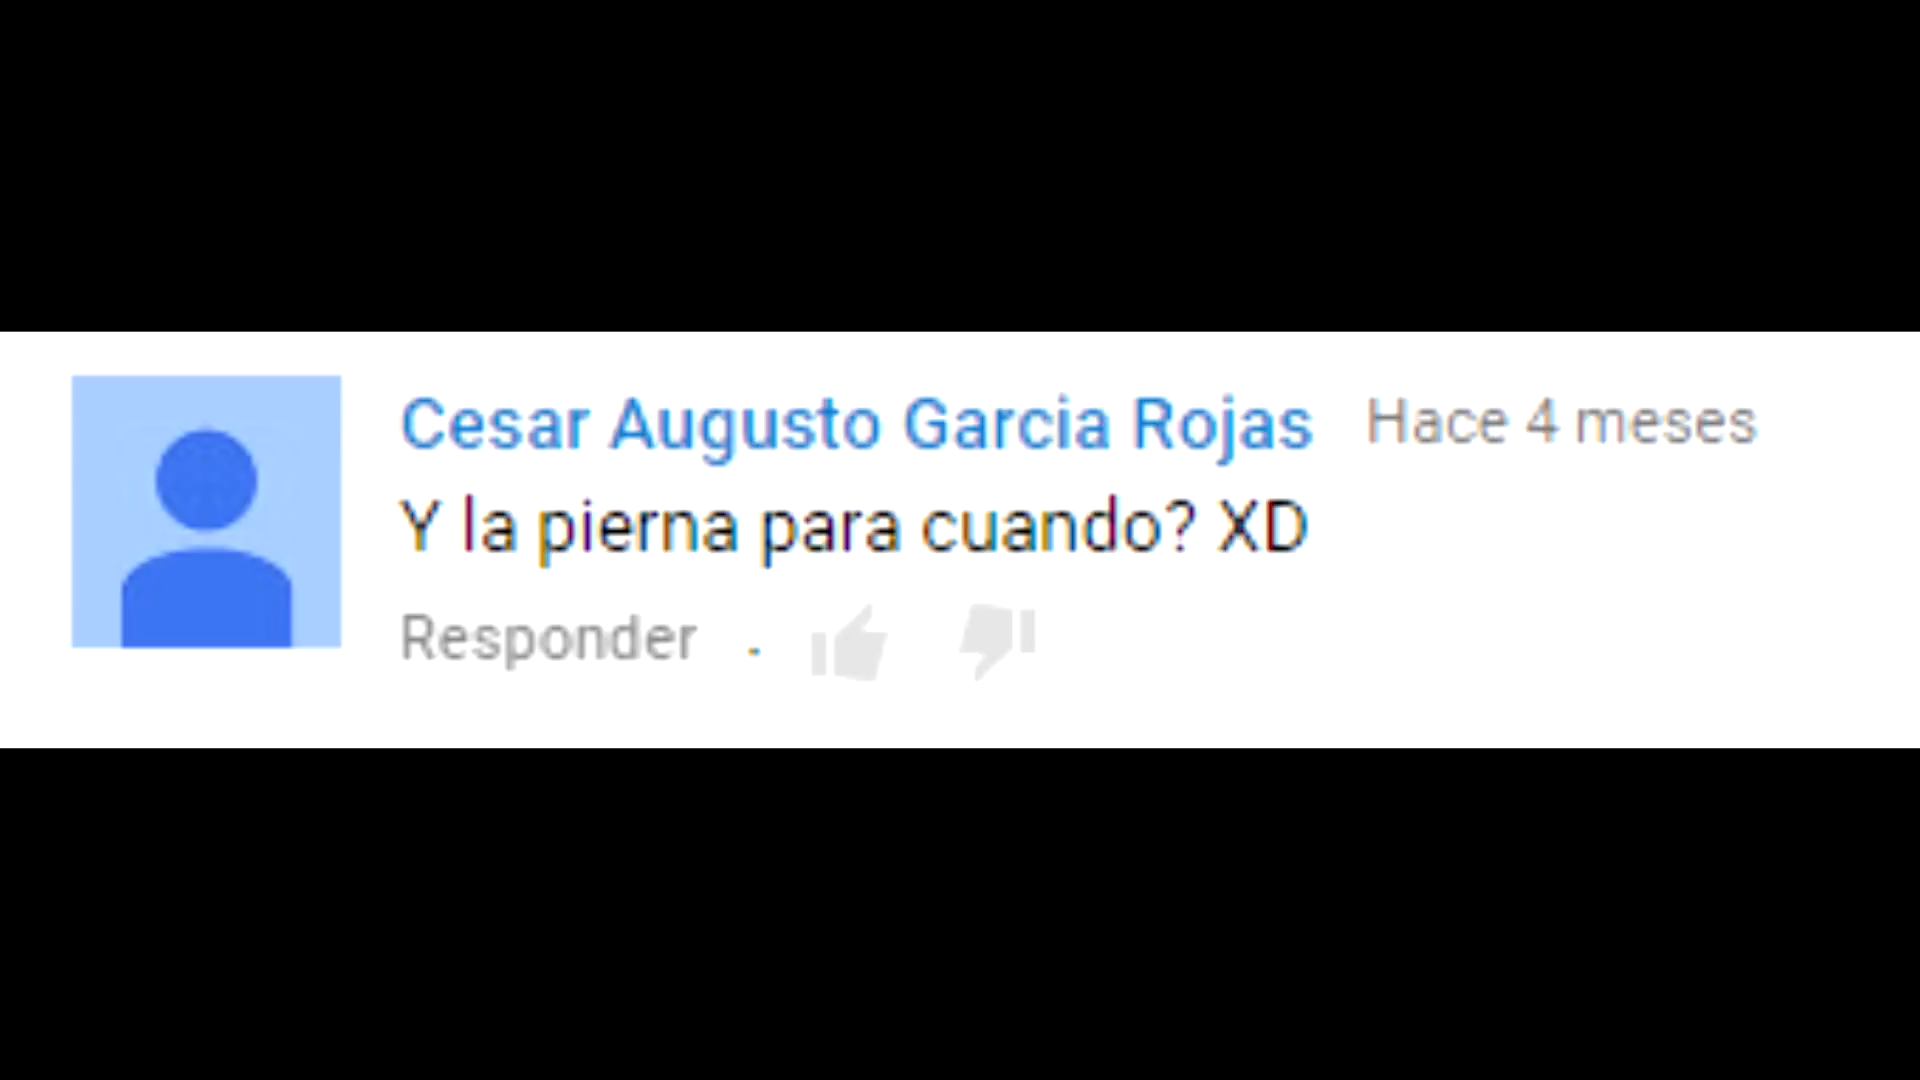 Cesar Augusto Garcia Rojas Hace 4 meses
Y la pierna para cuando? XD
Responder .